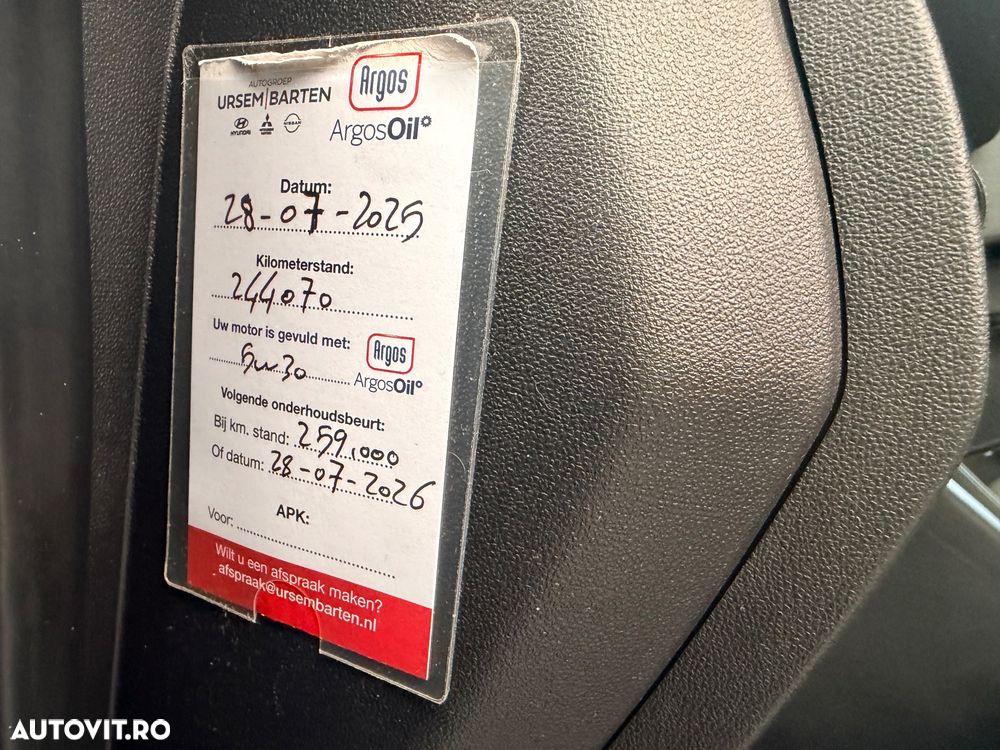 AUTOGROEP
URSEM|BARTEN
HYUNDAI
NISSAN
Argos
ArgosOil
Datum:
28-07-2025
Kilometerstand:
244070
Uw motor is gevuld met:
5w30
Argos
ArgosOil
Volgende onderhoudsbeurt:
Bij km. stand: 259.000
Of datum: 28-07-2026
APK:
Voor:
Wilt u een afspraak maken?
afspraak@ursembarten.nl
AUTOVIT.RO